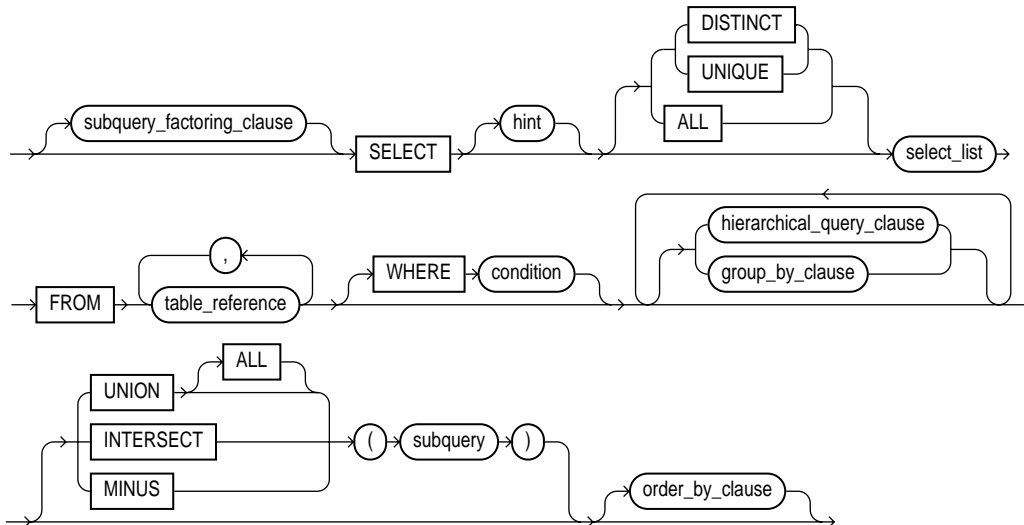 DISTINCT
UNIQUE
subquery_factoring_clause
hint
ALL
SELECT
select_list
,
hierarchical_query_clause
WHERE
condition
FROM
table_reference
group_by_clause
ALL
UNION
INTERSECT
( subquery )
MINUS
order_by_clause